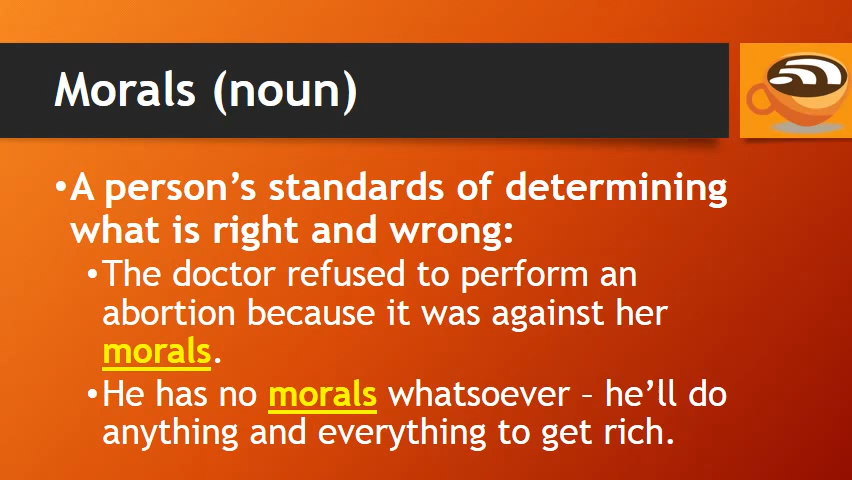 Morals (noun)
•A person’s standards of determining
what is right and wrong:
•The doctor refused to perform an
abortion because it was against her
morals.
•He has no morals whatsoever – he’ll do
anything and everything to get rich.